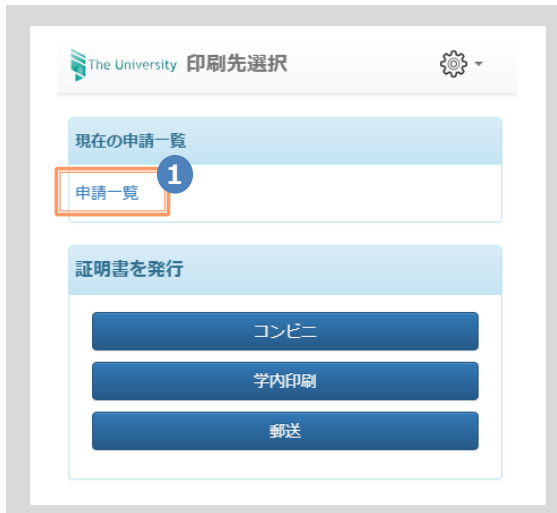 The University 印刷先選択
現在の申請一覧
1
申請一覧
証明書を発行
コンビニ
学内印刷
郵送